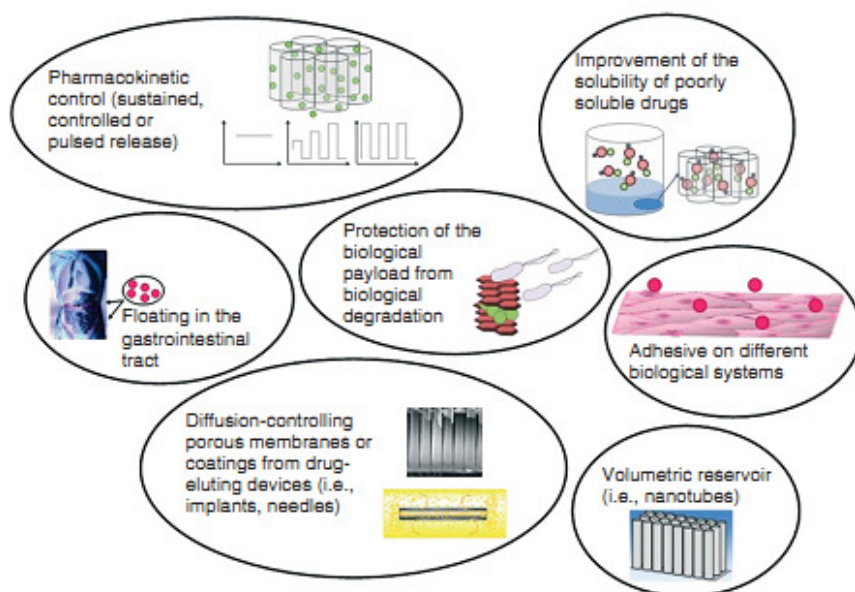 Pharmacokinetic
control (sustained,
controlled or
pulsed release)
Improvement of the
solubility of poorly
soluble drugs
Protection of the
biological
payload from
biological
degradation
Floating in the
gastrointestinal
tract
Adhesive on different
biological systems
Diffusion-controlling
porous membranes or
coatings from drug-
eluting devices (i.e.,
implants, needles)
Volumetric reservoir
(i.e., nanotubes)